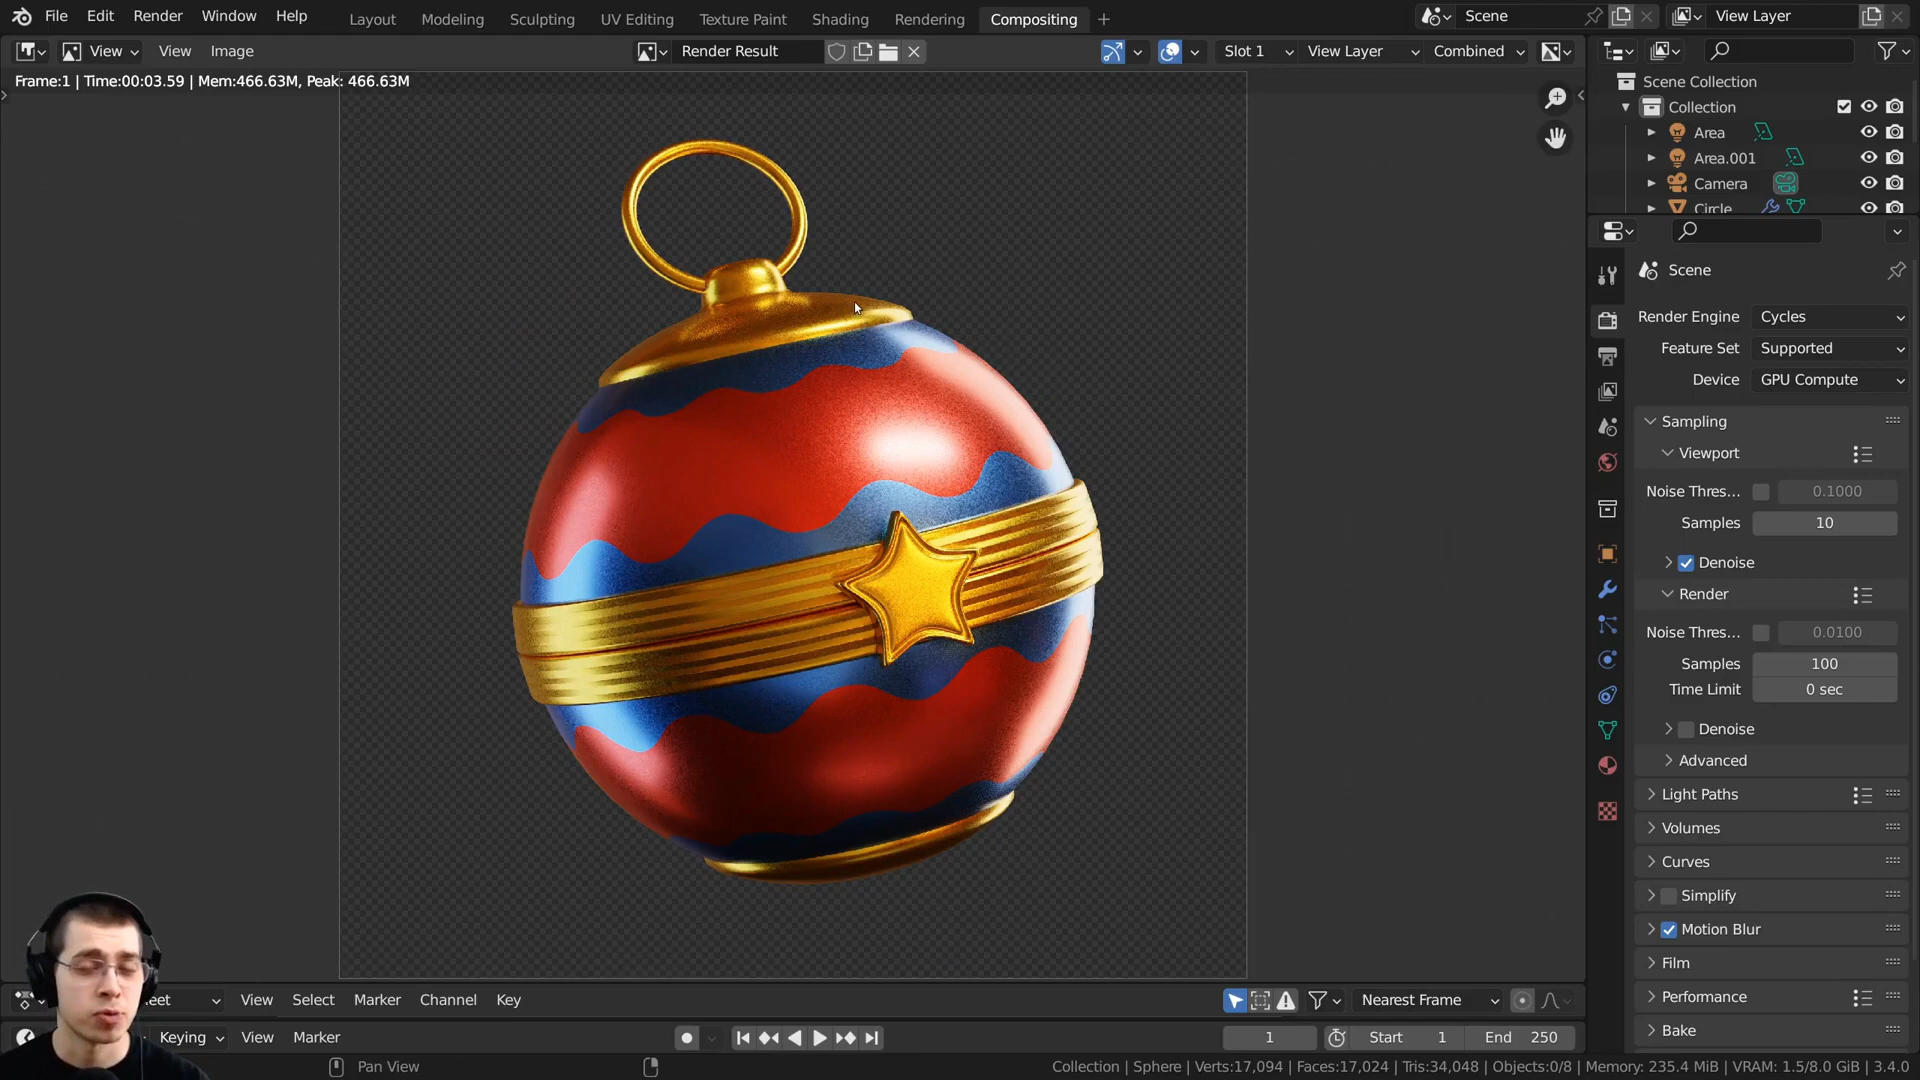 File Edit Render Window Help Layout Modeling Sculpting UV Editing Texture Paint Shading Rendering Compositing + Scene View Layer
View View Image Render Result Slot 1 View Layer Combined
Frame:1 | Time:00:03.59 | Mem:466.63M, Peak: 466.63M
Scene Collection
Collection
Area
Area.001
Camera
Circle
Scene
Render Engine Cycles
Feature Set Supported
Device GPU Compute
Sampling
Viewport
Noise Thres... 0.1000
Samples 10
Denoise
Render
Noise Thres... 0.0100
Samples 100
Time Limit 0 sec
Denoise
Advanced
Light Paths
Volumes
Curves
Simplify
Motion Blur
Film
Performance
Bake
eet View Select Marker Channel Key Nearest Frame
Keying View Marker 1 Start 1 End 250
Pan View Collection | Sphere | Verts:17,094 | Faces:17,024 | Tris:34,048 | Objects:0/8 | Memory: 235.4 MiB | VRAM: 1.5/8.0 GiB | 3.4.0